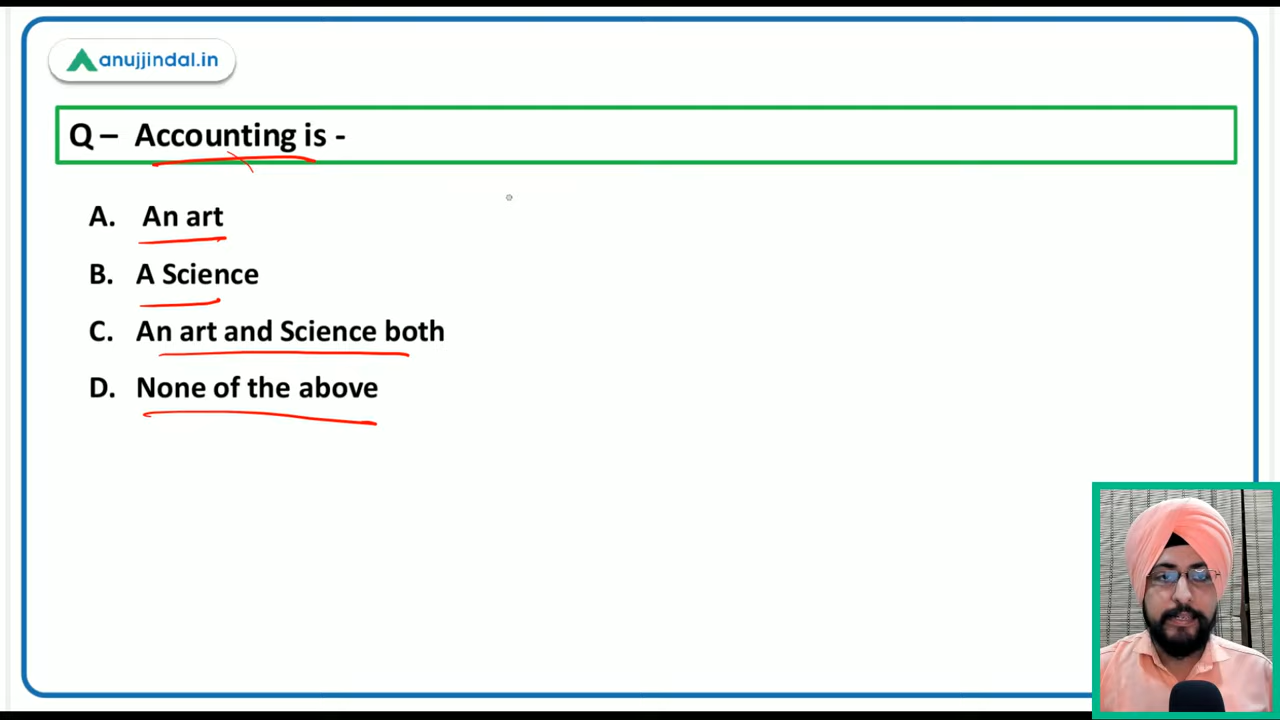 anujjindal.in
Q – Accounting is -
A. An art
B. A Science
C. An art and Science both
D. None of the above